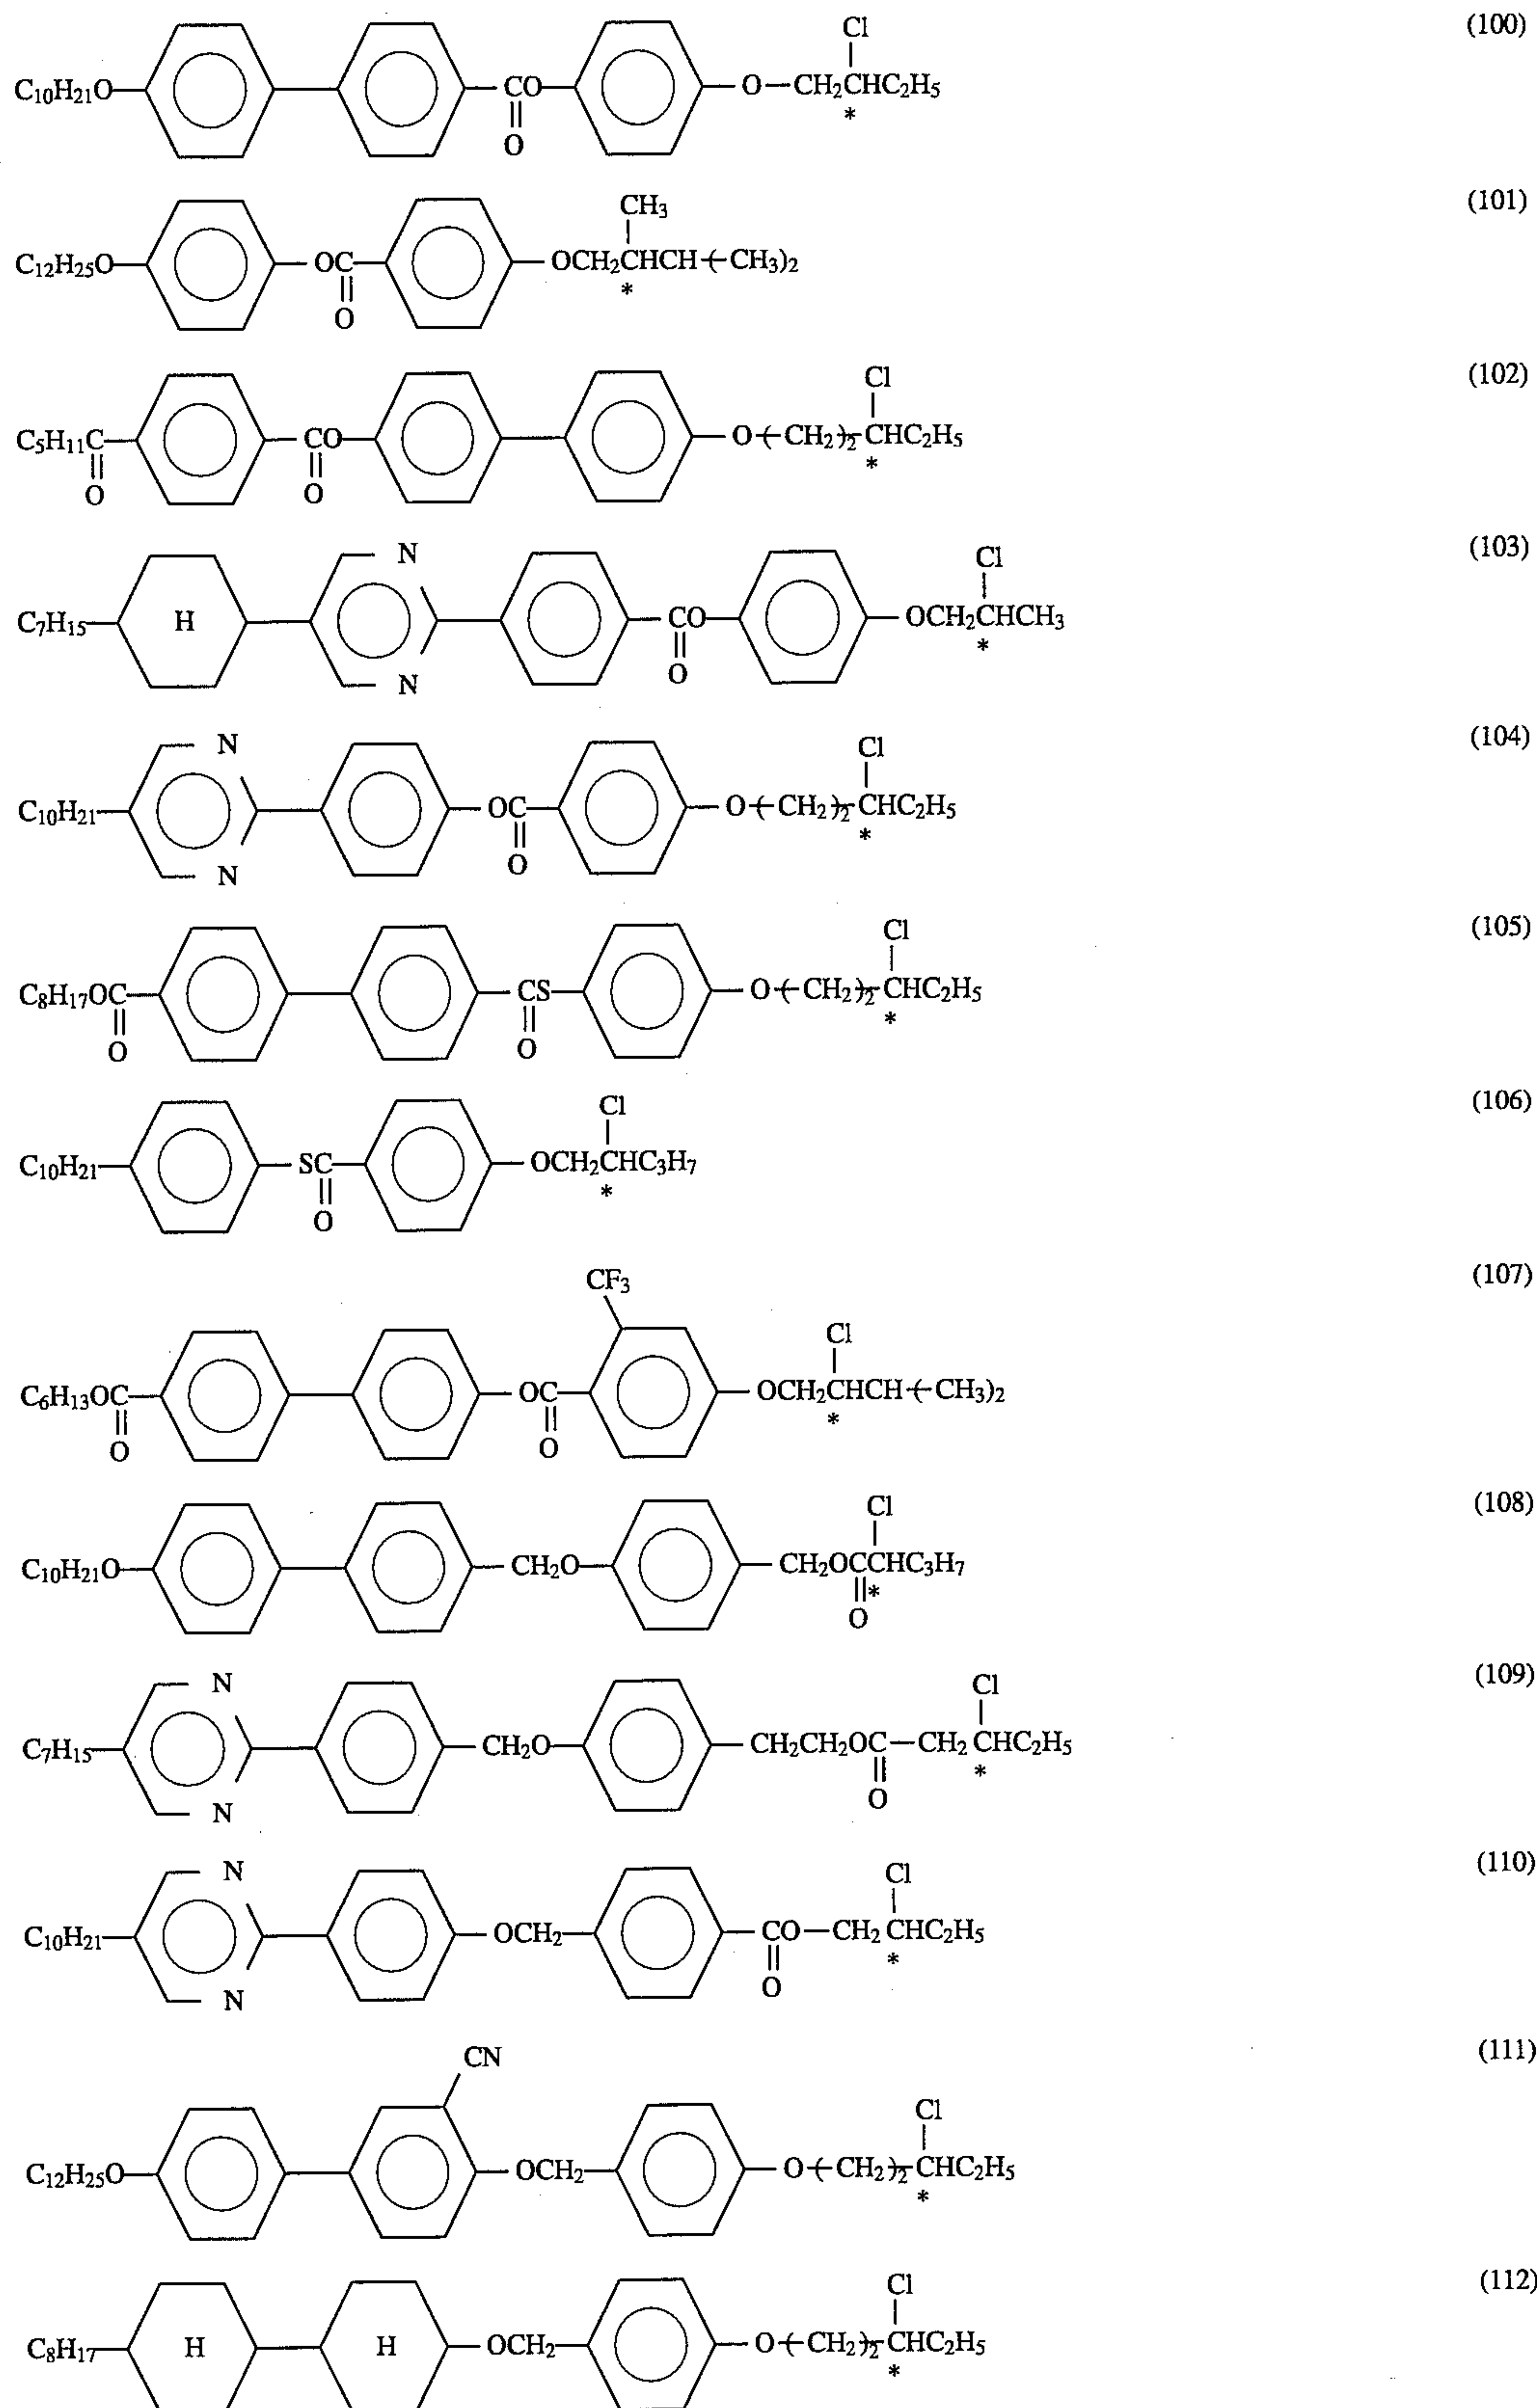 Cl (100)
C10H21O CO O CH2CHC2H5
O *
CH3 (101)
C12H25O OC OCH2CHCH(CH3)2
O *
Cl (102)
C5H11C CO O(CH2)2CHC2H5
O O *
N Cl (103)
C7H15 H CO OCH2CHCH3
N O *
N Cl (104)
C10H21 OC O(CH2)2CHC2H5
N O *
Cl (105)
C8H17OC CS O(CH2)2CHC2H5
O O *
Cl (106)
C10H21 SC OCH2CHC3H7
O *
CF3 (107)
Cl
C6H13OC OC OCH2CHCH(CH3)2
O O *
Cl (108)
C10H21O CH2O CH2OCCHC3H7
*
O
N Cl (109)
C7H15 CH2O CH2CH2OC CH2 CHC2H5
N O *
N Cl (110)
C10H21 OCH2 CO CH2 CHC2H5
N O *
CN (111)
Cl
C12H25O OCH2 O(CH2)2CHC2H5
*
Cl (112)
C8H17 H H OCH2 O(CH2)2CHC2H5
*